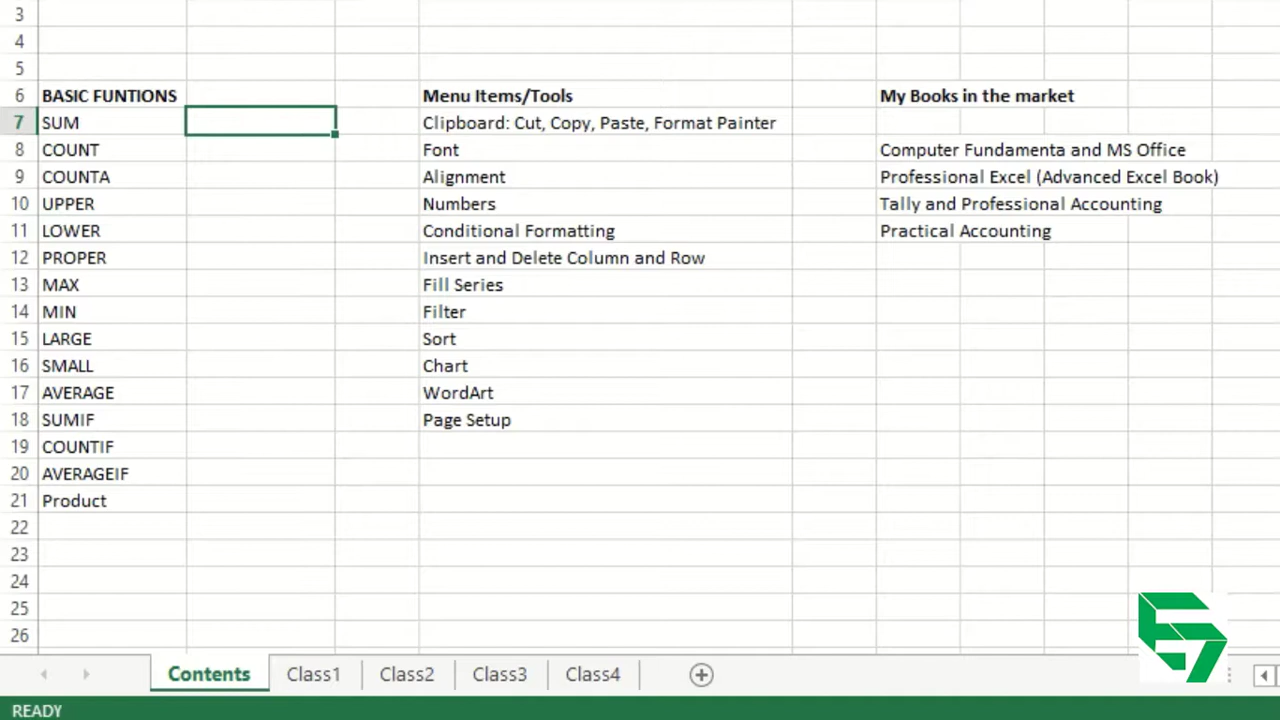 3
4
5
6 BASIC FUNTIONS Menu Items/Tools My Books in the market
7 SUM Clipboard: Cut, Copy, Paste, Format Painter
8 COUNT Font Computer Fundamenta and MS Office
9 COUNTA Alignment Professional Excel (Advanced Excel Book)
10 UPPER Numbers Tally and Professional Accounting
11 LOWER Conditional Formatting Practical Accounting
12 PROPER Insert and Delete Column and Row
13 MAX Fill Series
14 MIN Filter
15 LARGE Sort
16 SMALL Chart
17 AVERAGE WordArt
18 SUMIF Page Setup
19 COUNTIF
20 AVERAGEIF
21 Product
22
23
24
25
26
Contents Class1 Class2 Class3 Class4
READY